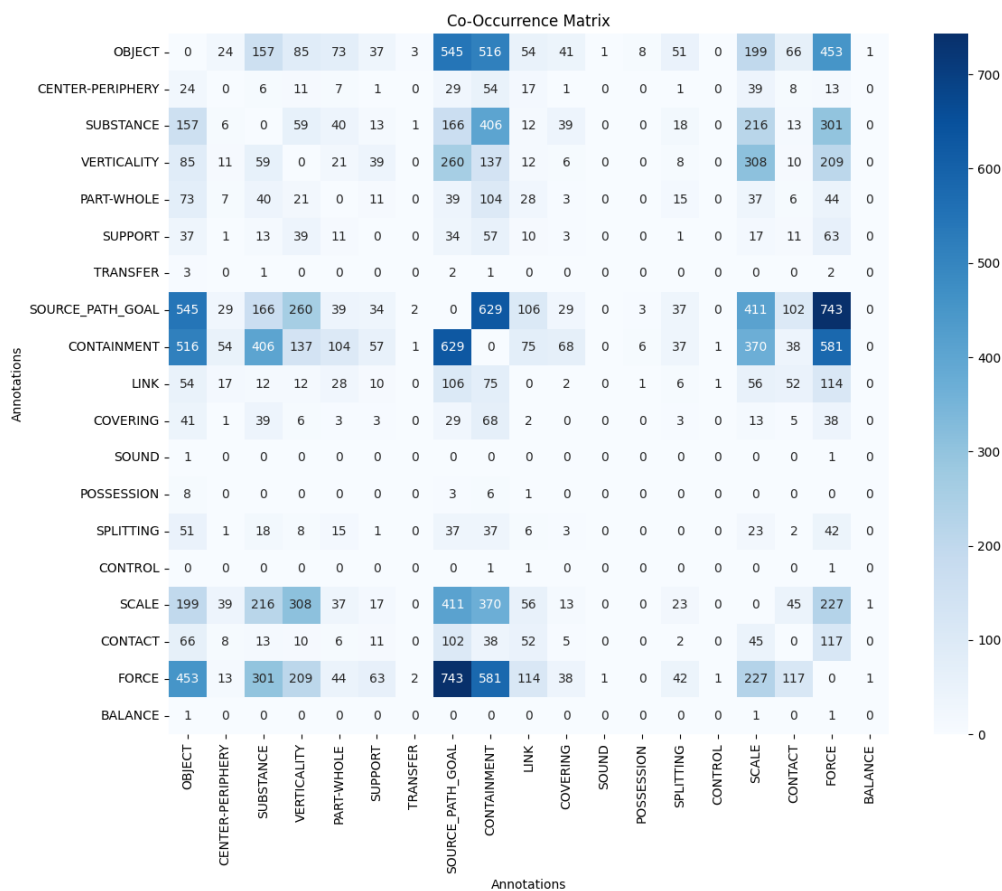 Co-Occurrence Matrix
OBJECT 0 24 157 85 73 37 3 545 516 54 41 1 8 51 0 199 66 453 1
CENTER-PERIPHERY 24 0 6 11 7 1 0 29 54 17 1 0 0 1 0 39 8 13 0
SUBSTANCE 157 6 0 59 40 13 1 166 406 12 39 0 0 18 0 216 13 301 0
VERTICALITY 85 11 59 0 21 39 0 260 137 12 6 0 0 8 0 308 10 209 0
PART-WHOLE 73 7 40 21 0 11 0 39 104 28 3 0 0 15 0 37 6 44 0
SUPPORT 37 1 13 39 11 0 0 34 57 10 3 0 0 1 0 17 11 63 0
TRANSFER 3 0 1 0 0 0 0 2 1 0 0 0 0 0 0 0 0 2 0
SOURCE_PATH_GOAL 545 29 166 260 39 34 2 0 629 106 29 0 3 37 0 411 102 743 0
CONTAINMENT 516 54 406 137 104 57 1 629 0 75 68 0 6 37 1 370 38 581 0
LINK 54 17 12 12 28 10 0 106 75 0 2 0 1 6 1 56 52 114 0
COVERING 41 1 39 6 3 3 0 29 68 2 0 0 0 3 0 13 5 38 0
SOUND 1 0 0 0 0 0 0 0 0 0 0 0 0 0 0 0 0 1 0
POSSESSION 8 0 0 0 0 0 0 3 6 1 0 0 0 0 0 0 0 0 0
SPLITTING 51 1 18 8 15 1 0 37 37 6 3 0 0 0 0 23 2 42 0
CONTROL 0 0 0 0 0 0 0 0 1 1 0 0 0 0 0 0 0 1 0
SCALE 199 39 216 308 37 17 0 411 370 56 13 0 0 23 0 0 45 227 1
CONTACT 66 8 13 10 6 11 0 102 38 52 5 0 0 2 0 45 0 117 0
FORCE 453 13 301 209 44 63 2 743 581 114 38 1 0 42 1 227 117 0 1
BALANCE 1 0 0 0 0 0 0 0 0 0 0 0 0 0 0 1 0 1 0
Annotations
OBJECT
CENTER-PERIPHERY
SUBSTANCE
VERTICALITY
PART-WHOLE
SUPPORT
TRANSFER
SOURCE_PATH_GOAL
CONTAINMENT
LINK
COVERING
SOUND
POSSESSION
SPLITTING
CONTROL
SCALE
CONTACT
FORCE
BALANCE
Annotations
700
600
500
400
300
200
100
0